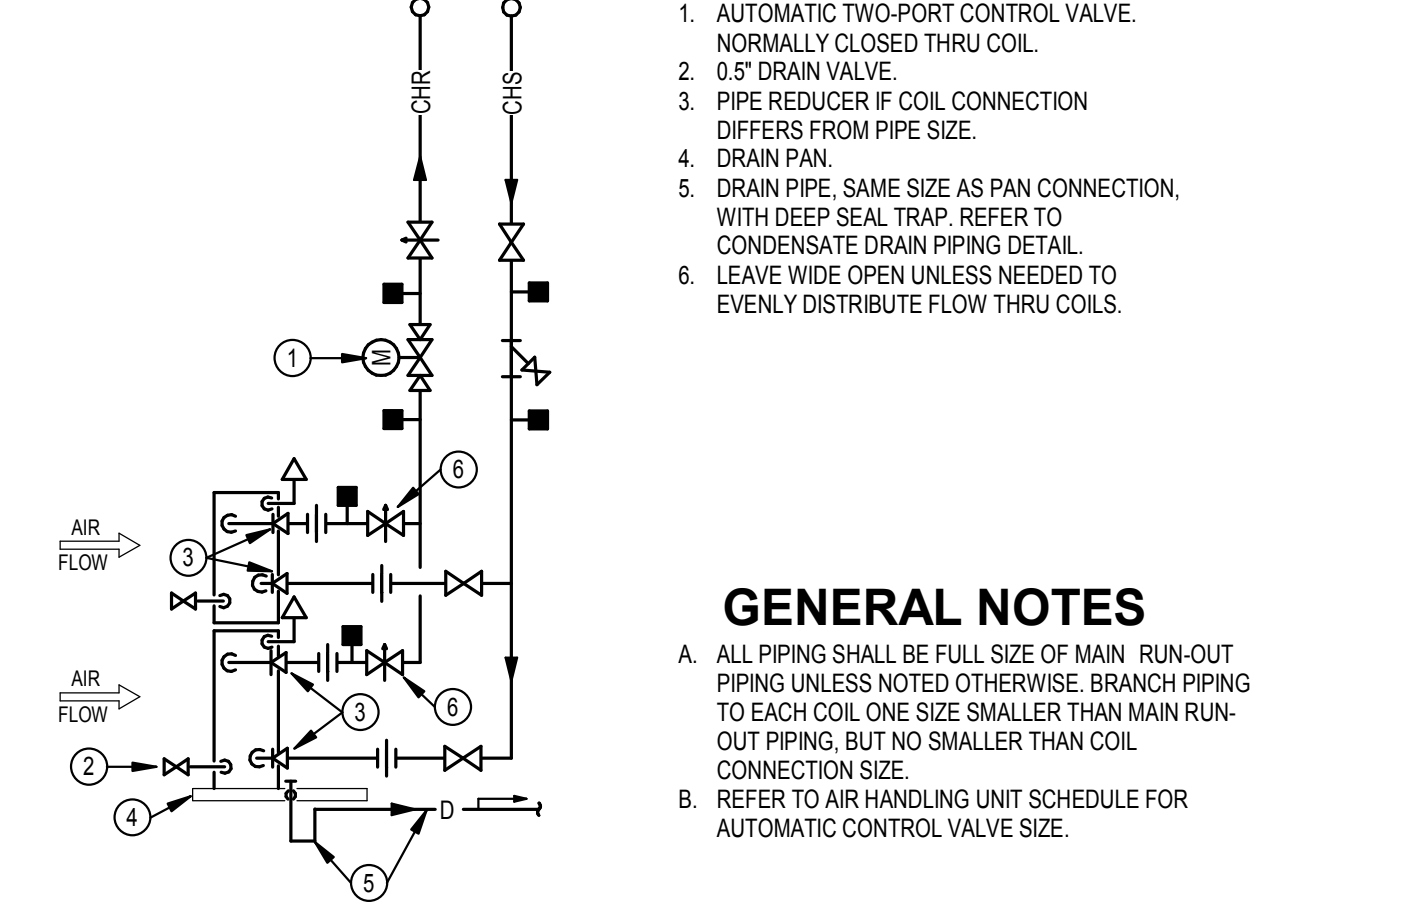 CHR
CHS
1
M
6
AIR
FLOW
3
AIR
FLOW
3
6
2
4
D
5
1. AUTOMATIC TWO-PORT CONTROL VALVE.
NORMALLY CLOSED THRU COIL.
2. 0.5" DRAIN VALVE.
3. PIPE REDUCER IF COIL CONNECTION
DIFFERS FROM PIPE SIZE.
4. DRAIN PAN.
5. DRAIN PIPE, SAME SIZE AS PAN CONNECTION,
WITH DEEP SEAL TRAP. REFER TO
CONDENSATE DRAIN PIPING DETAIL.
6. LEAVE WIDE OPEN UNLESS NEEDED TO
EVENLY DISTRIBUTE FLOW THRU COILS.
GENERAL NOTES
A. ALL PIPING SHALL BE FULL SIZE OF MAIN RUN-OUT
PIPING UNLESS NOTED OTHERWISE. BRANCH PIPING
TO EACH COIL ONE SIZE SMALLER THAN MAIN RUN-
OUT PIPING, BUT NO SMALLER THAN COIL
CONNECTION SIZE.
B. REFER TO AIR HANDLING UNIT SCHEDULE FOR
AUTOMATIC CONTROL VALVE SIZE.